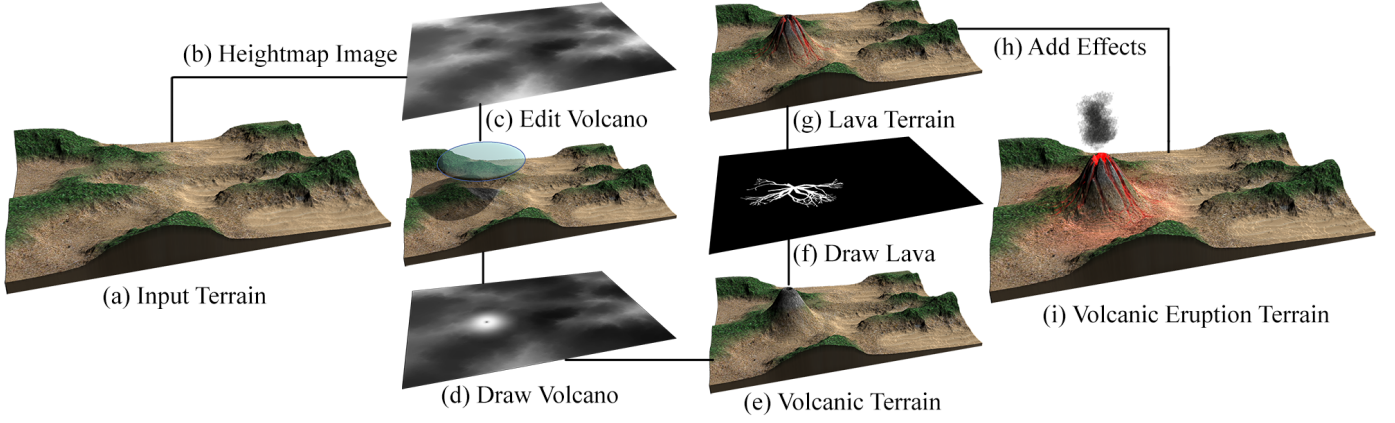 (b) Heightmap Image
(h) Add Effects
(c) Edit Volcano
(g) Lava Terrain
(f) Draw Lava
(a) Input Terrain
(i) Volcanic Eruption Terrain
(d) Draw Volcano
(e) Volcanic Terrain